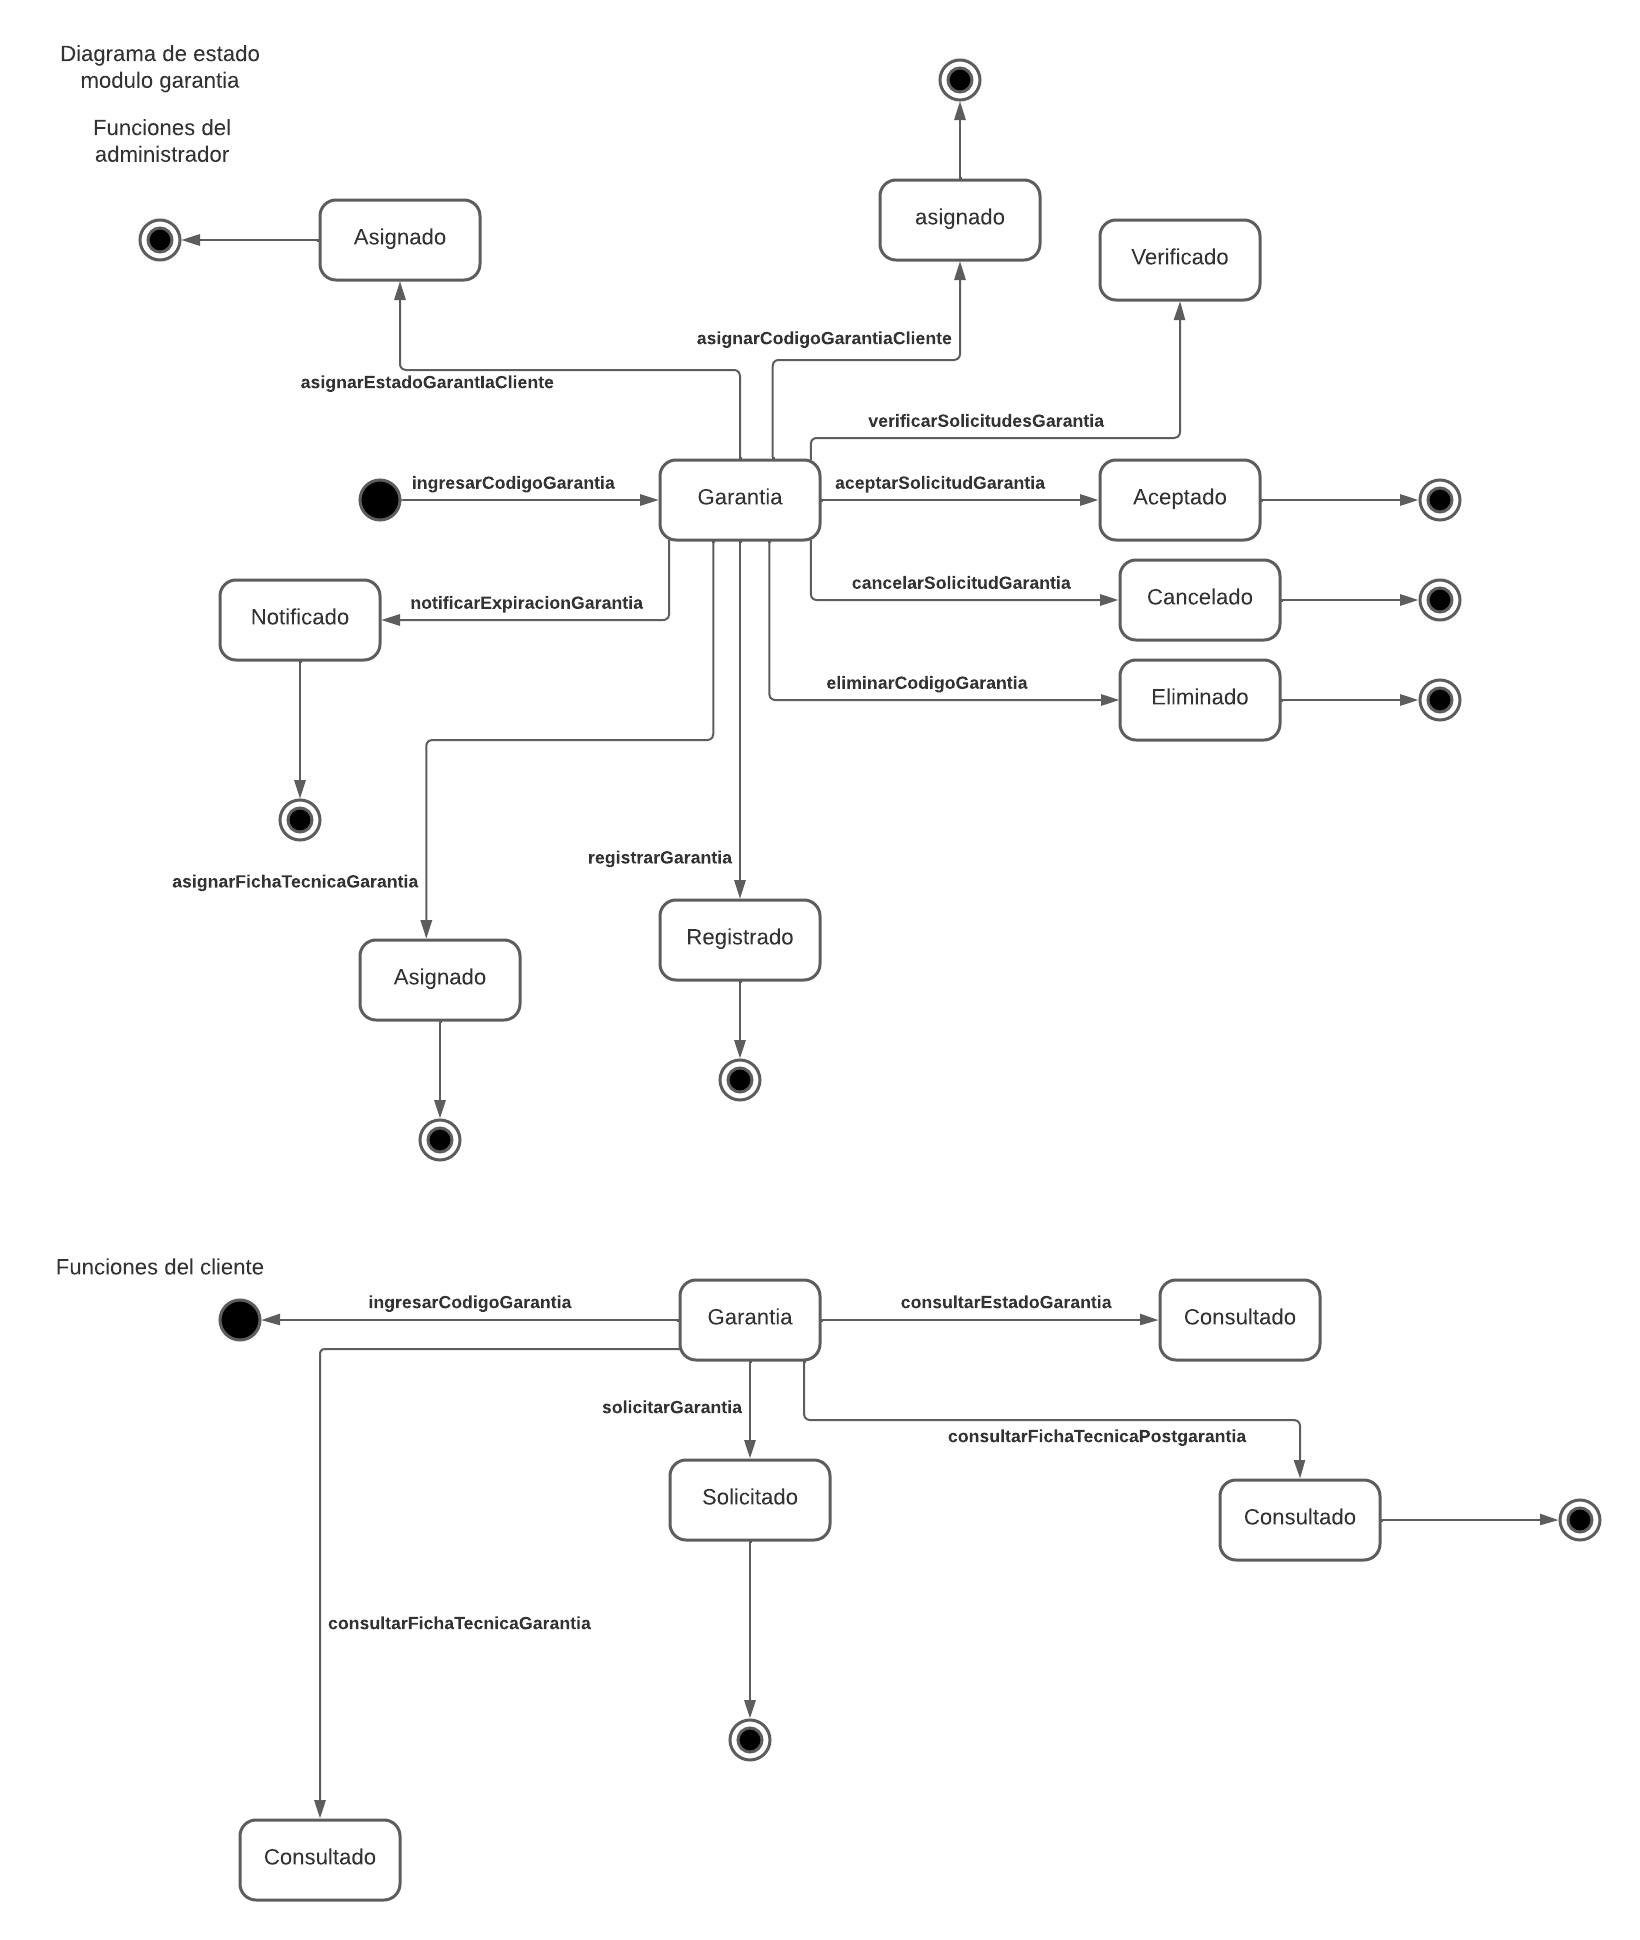 Diagrama de estado
modulo garantia
Funciones del
administrador
asignado
Asignado
Verificado
asignarCodigoGarantiaCliente
asignarEstadoGarantIaCliente
verificarSolicitudesGarantia
ingresarCodigoGarantia
Garantia
aceptarSolicitudGarantia
Aceptado
cancelarSolicitudGarantia
Cancelado
notificarExpiracionGarantia
Notificado
eliminarCodigoGarantia
Eliminado
registrarGarantia
asignarFichaTecnicaGarantia
Registrado
Asignado
Funciones del cliente
ingresarCodigoGarantia
Garantia
consultarEstadoGarantia
Consultado
solicitarGarantia
consultarFichaTecnicaPostgarantia
Solicitado
Consultado
consultarFichaTecnicaGarantia
Consultado